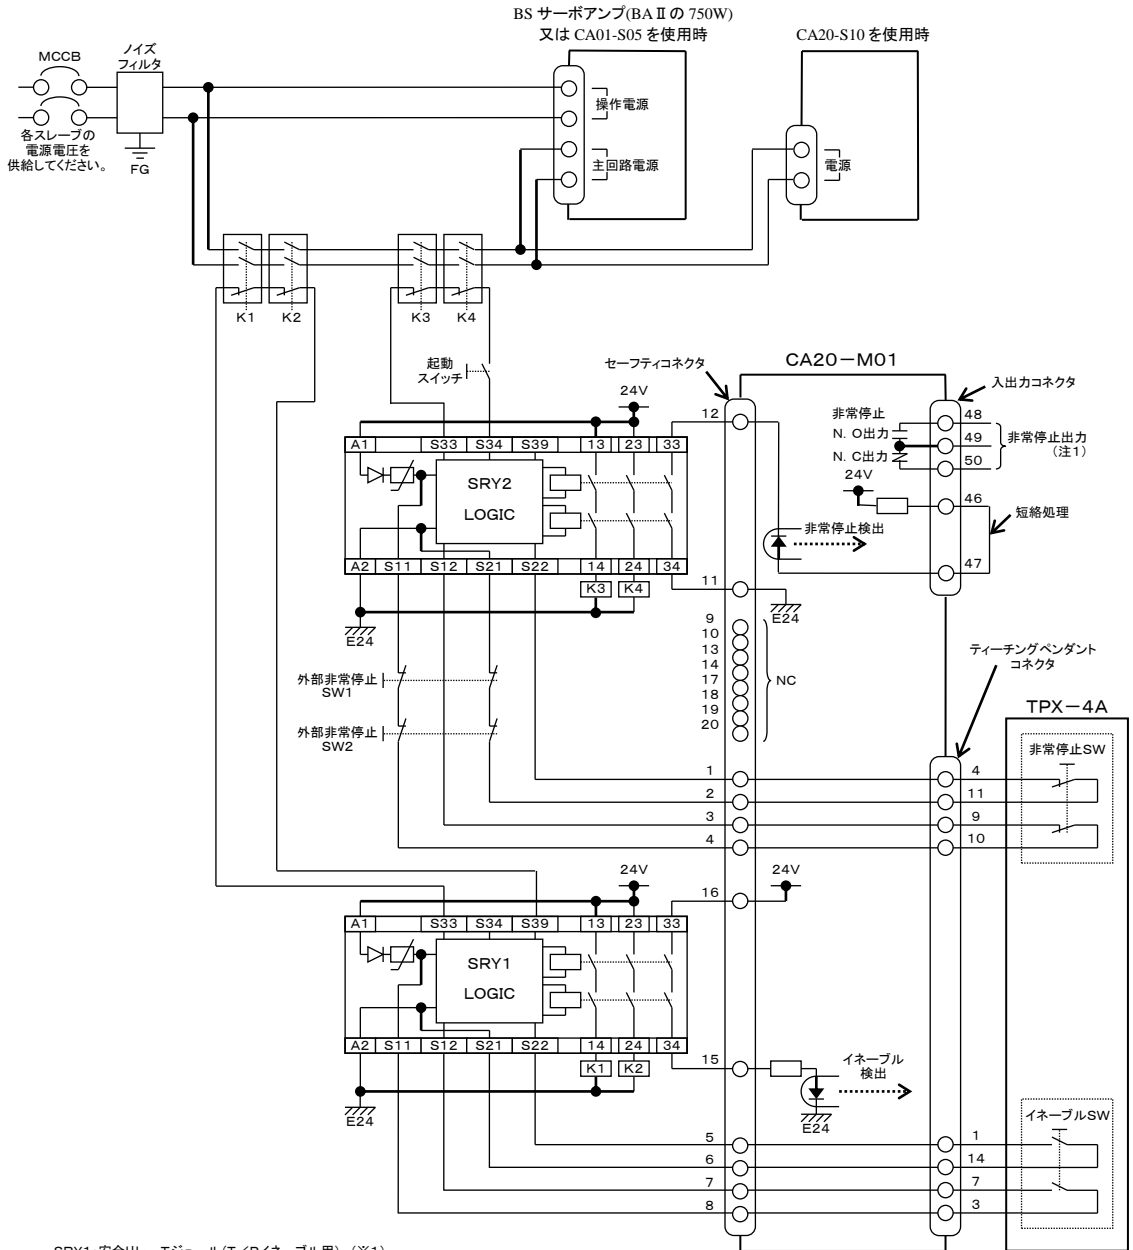 BS サーボアンプ(BAⅡの 750W)
又は CA01-S05 を使用時
CA20-S10 を使用時
MCCB
ノイズ
フィルタ
操作電源
主回路電源
電源
各スレーブの
電源電圧を
供給してください。
FG
K1
K2
K3
K4
起動
スイッチ
24V
セーフティコネクタ
CA20-M01
入出力コネクタ
12
非常停止
N. O出力
N. C出力
24V
48
49
50
非常停止出力
(注1)
46
短絡処理
47
非常停止検出
A1
S33
S34
S39
13
23
33
SRY2
LOGIC
A2
S11
S12
S21
S22
14
24
34
K3
K4
E24
11
E24
9
10
13
14
17
18
19
20
NC
外部非常停止
SW1
外部非常停止
SW2
ティーチングペンダント
コネクタ
TPX-4A
非常停止SW
1
2
3
4
4
11
9
10
24V
16
24V
A1
S33
S34
S39
13
23
33
SRY1
LOGIC
A2
S11
S12
S21
S22
14
24
34
K1
K2
E24
15
イネーブル
検出
E24
イネーブルSW
5
6
7
8
1
14
7
3